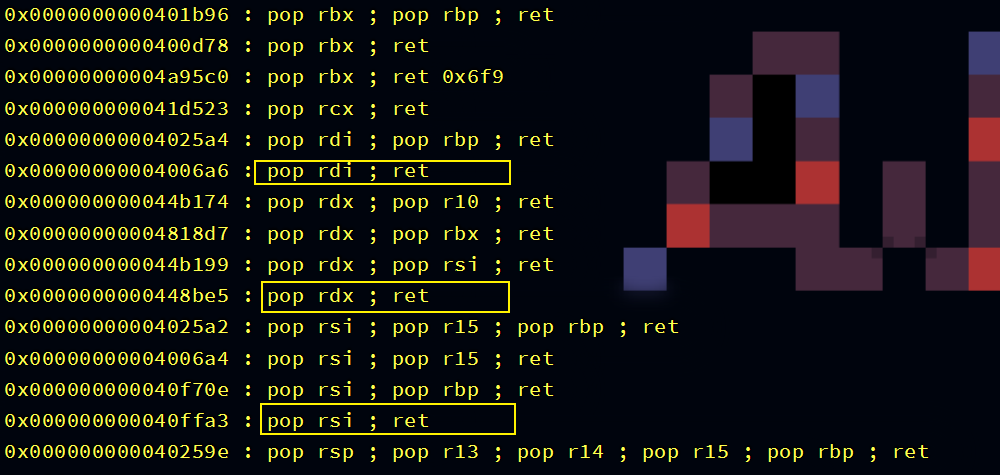 0x0000000000401b96 : pop rbx ; pop rbp ; ret
0x0000000000400d78 : pop rbx ; ret
0x00000000004a95c0 : pop rbx ; ret 0x6f9
0x000000000041d523 : pop rcx ; ret
0x00000000004025a4 : pop rdi ; pop rbp ; ret
0x00000000004006a6 : pop rdi ; ret
0x000000000044b174 : pop rdx ; pop r10 ; ret
0x00000000004818d7 : pop rdx ; pop rbx ; ret
0x000000000044b199 : pop rdx ; pop rsi ; ret
0x0000000000448be5 : pop rdx ; ret
0x00000000004025a2 : pop rsi ; pop r15 ; pop rbp ; ret
0x00000000004006a4 : pop rsi ; pop r15 ; ret
0x000000000040f70e : pop rsi ; pop rbp ; ret
0x000000000040ffa3 : pop rsi ; ret
0x000000000040259e : pop rsp ; pop r13 ; pop r14 ; pop r15 ; pop rbp ; ret